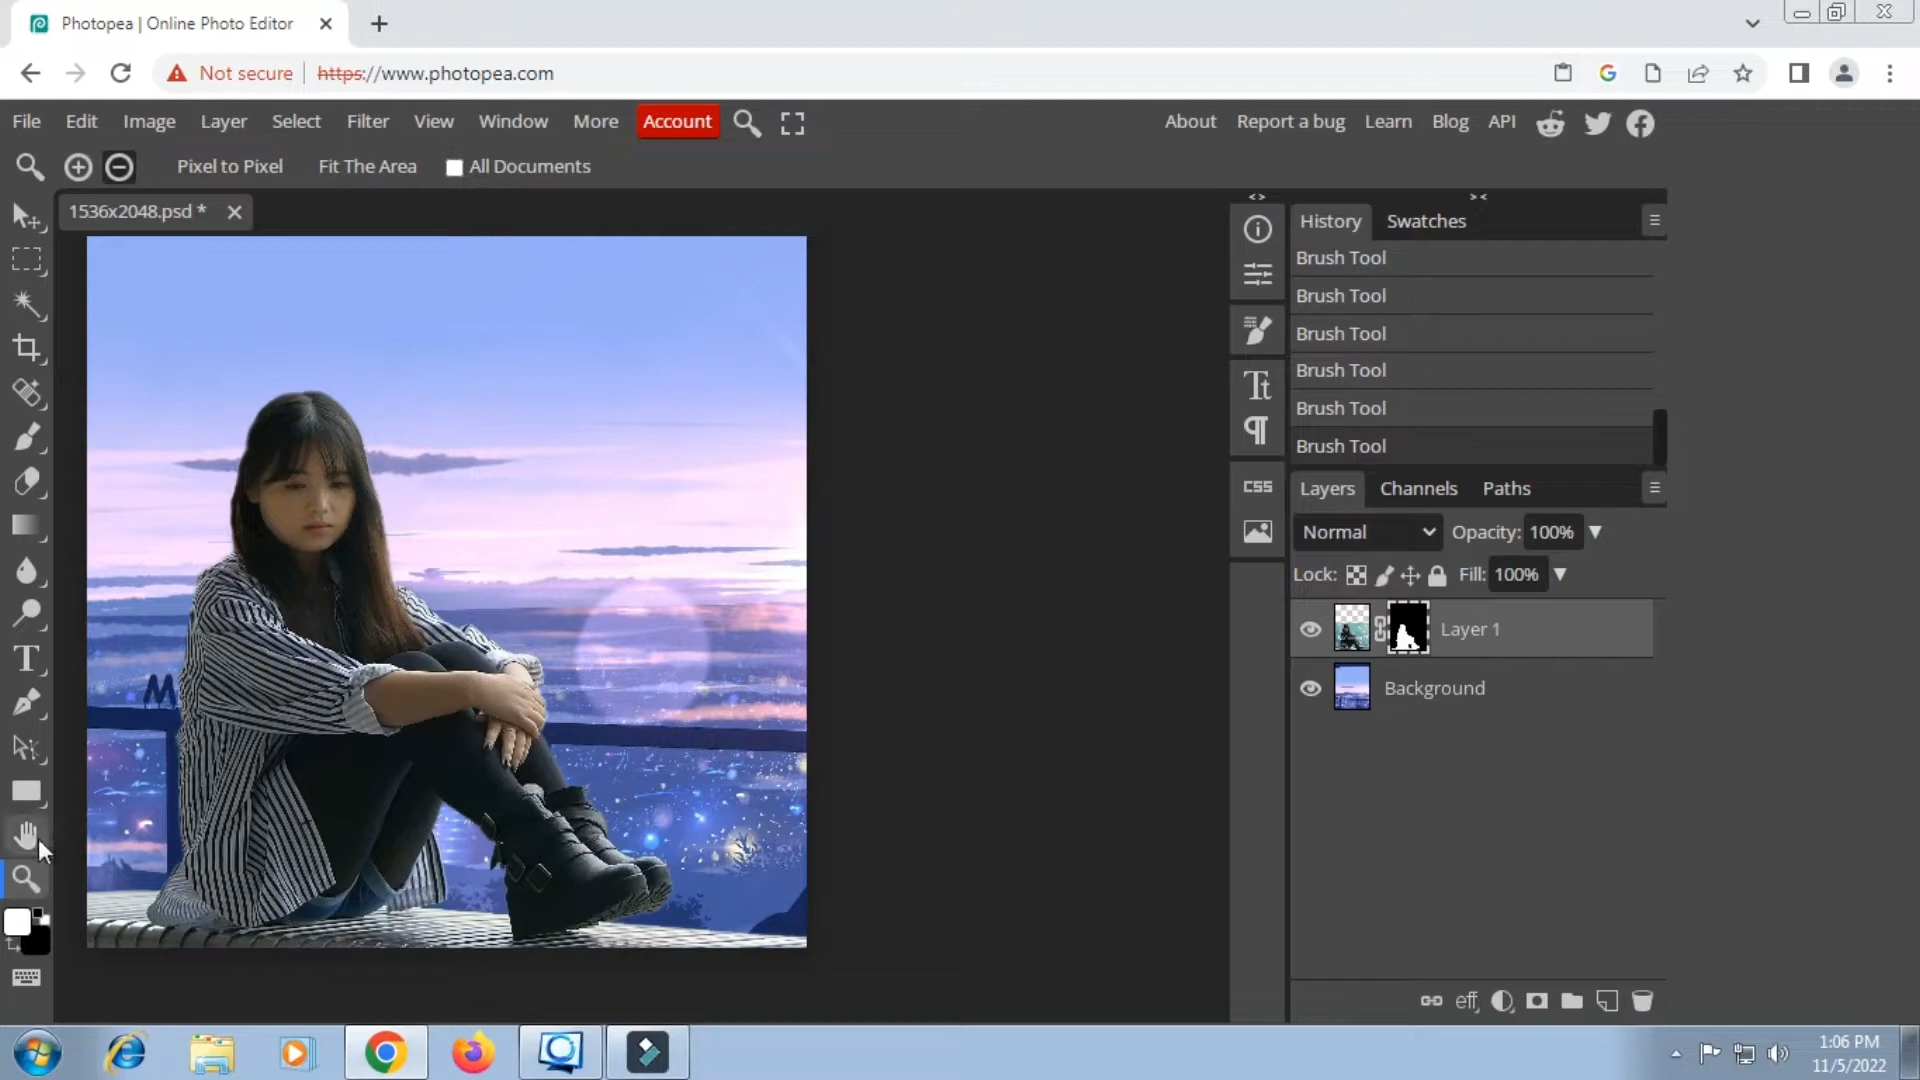 Photopea | Online Photo Editor
Not secure https://www.photopea.com
File Edit Image Layer Select Filter View Window More Account About Report a bug Learn Blog API
Pixel to Pixel Fit The Area All Documents
1536x2048.psd *
History Swatches
Brush Tool
Brush Tool
Brush Tool
Brush Tool
Brush Tool
Brush Tool
CSS
Layers Channels Paths
Normal Opacity: 100%
Lock: Fill: 100%
Layer 1
Background
eff
1:06 PM
11/5/2022